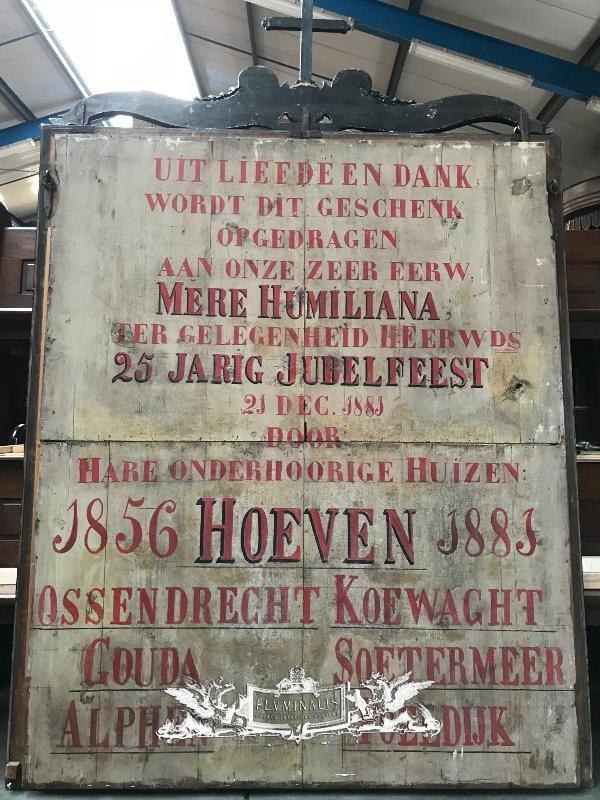 UIT LIEFDE EN DANK,
WORDT DIT GESCHENK
OPGEDRAGEN
AAN ONZE ZEER EERW.
MERE HUMILIANA,
TER GELEGENHEID HEERWDS
25 JARIG JUBELFEEST
21 DEC. 1881
DOOR
HARE ONDERHOORIGE HUIZEN:
1856 HOEVEN 1881
OSSENDRECHT KOEWACHT
GOUDA SOETERMEER
ALPHEN
FLVMINALIS